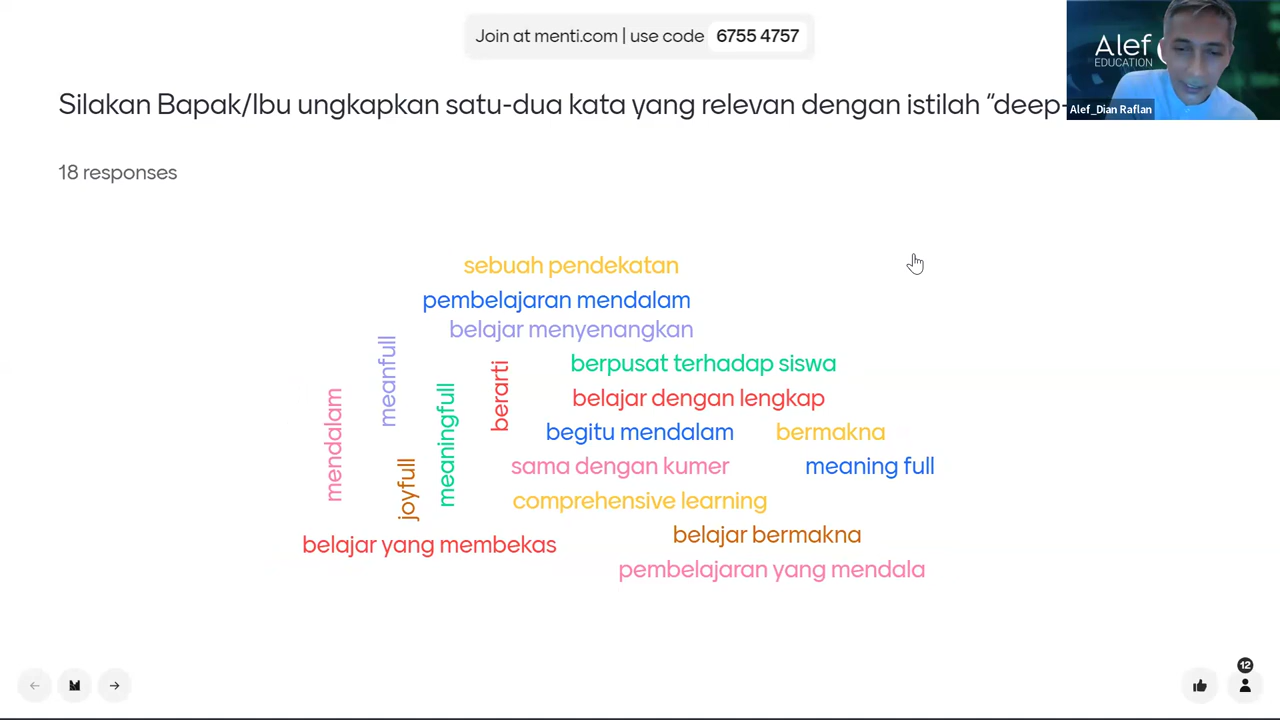 Join at menti.com | use code 6755 4757
Alef
EDUCATION
Alef_Dian Raflan
Silakan Bapak/Ibu ungkapkan satu-dua kata yang relevan dengan istilah “deep-
18 responses
sebuah pendekatan
pembelajaran mendalam
belajar menyenangkan
berpusat terhadap siswa
belajar dengan lengkap
begitu mendalam
bermakna
sama dengan kumer
meaning full
comprehensive learning
belajar bermakna
pembelajaran yang mendala
mendalam
meanfull
joyfull
meaningfull
berarti
belajar yang membekas
12